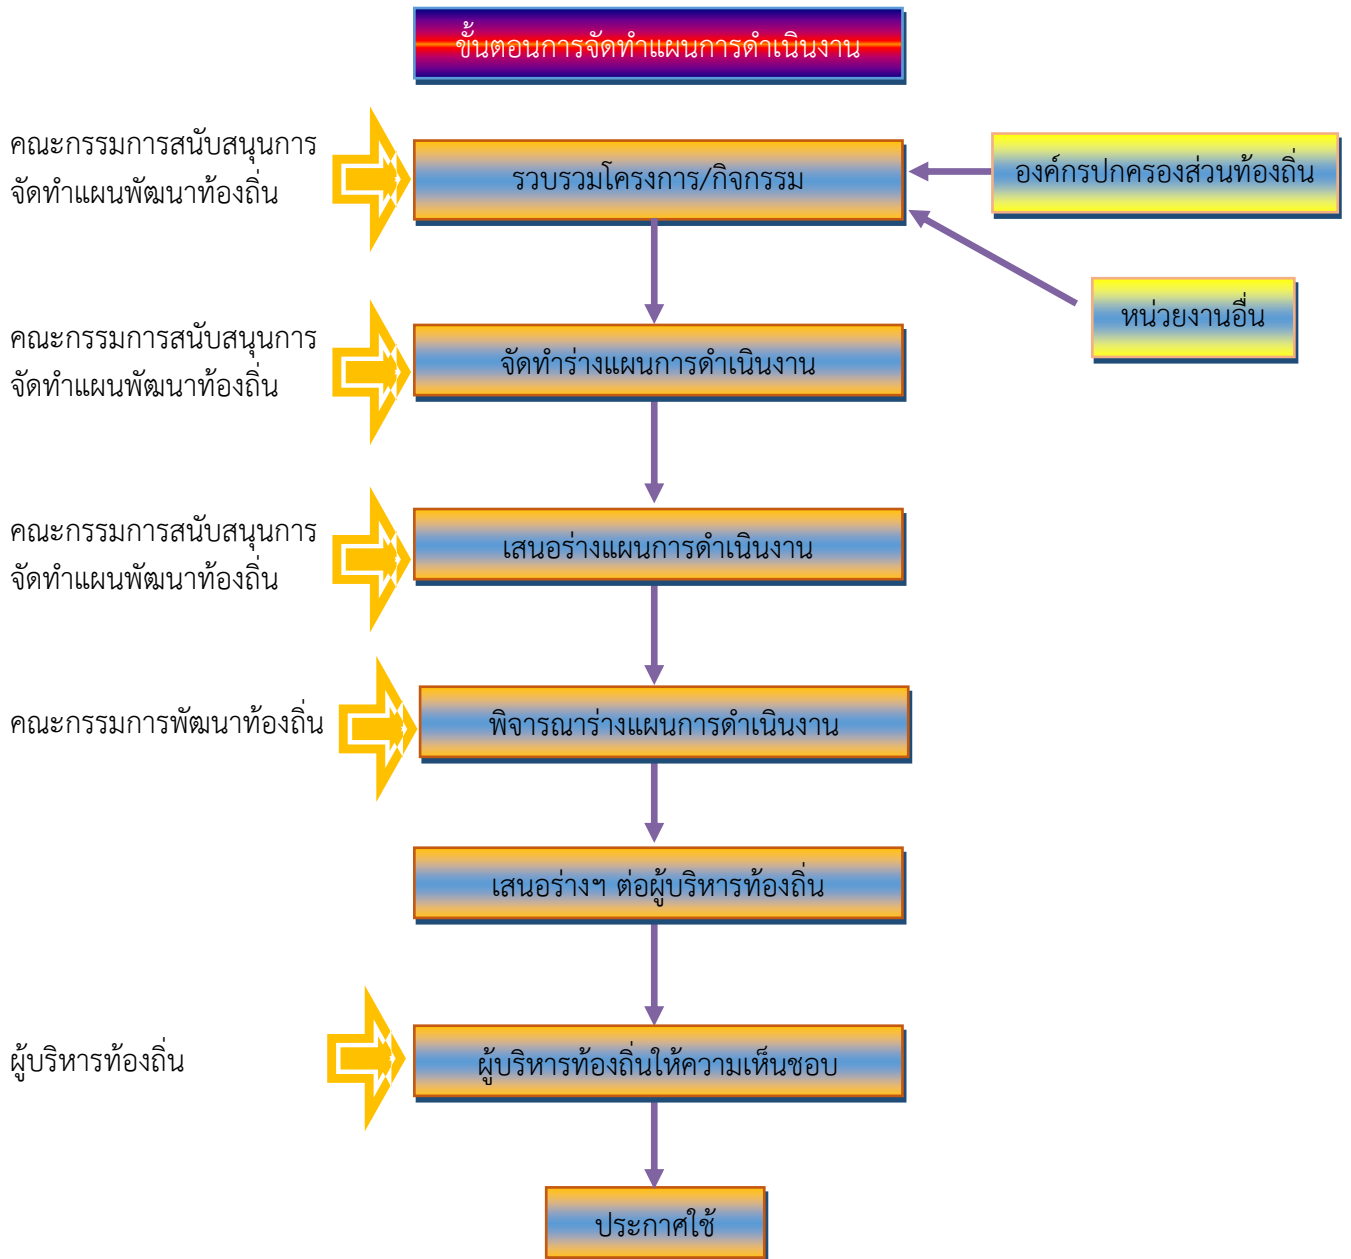 ขั้นตอนการจัดทำแผนการดำเนินงาน
คณะกรรมการสนับสนุนการ
จัดทำแผนพัฒนาท้องถิ่น
รวบรวมโครงการ/กิจกรรม
องค์กรปกครองส่วนท้องถิ่น
หน่วยงานอื่น
คณะกรรมการสนับสนุนการ
จัดทำแผนพัฒนาท้องถิ่น
จัดทำร่างแผนการดำเนินงาน
คณะกรรมการสนับสนุนการ
จัดทำแผนพัฒนาท้องถิ่น
เสนอร่างแผนการดำเนินงาน
คณะกรรมการพัฒนาท้องถิ่น
พิจารณาร่างแผนการดำเนินงาน
เสนอร่างฯ ต่อผู้บริหารท้องถิ่น
ผู้บริหารท้องถิ่น
ผู้บริหารท้องถิ่นให้ความเห็นชอบ
ประกาศใช้